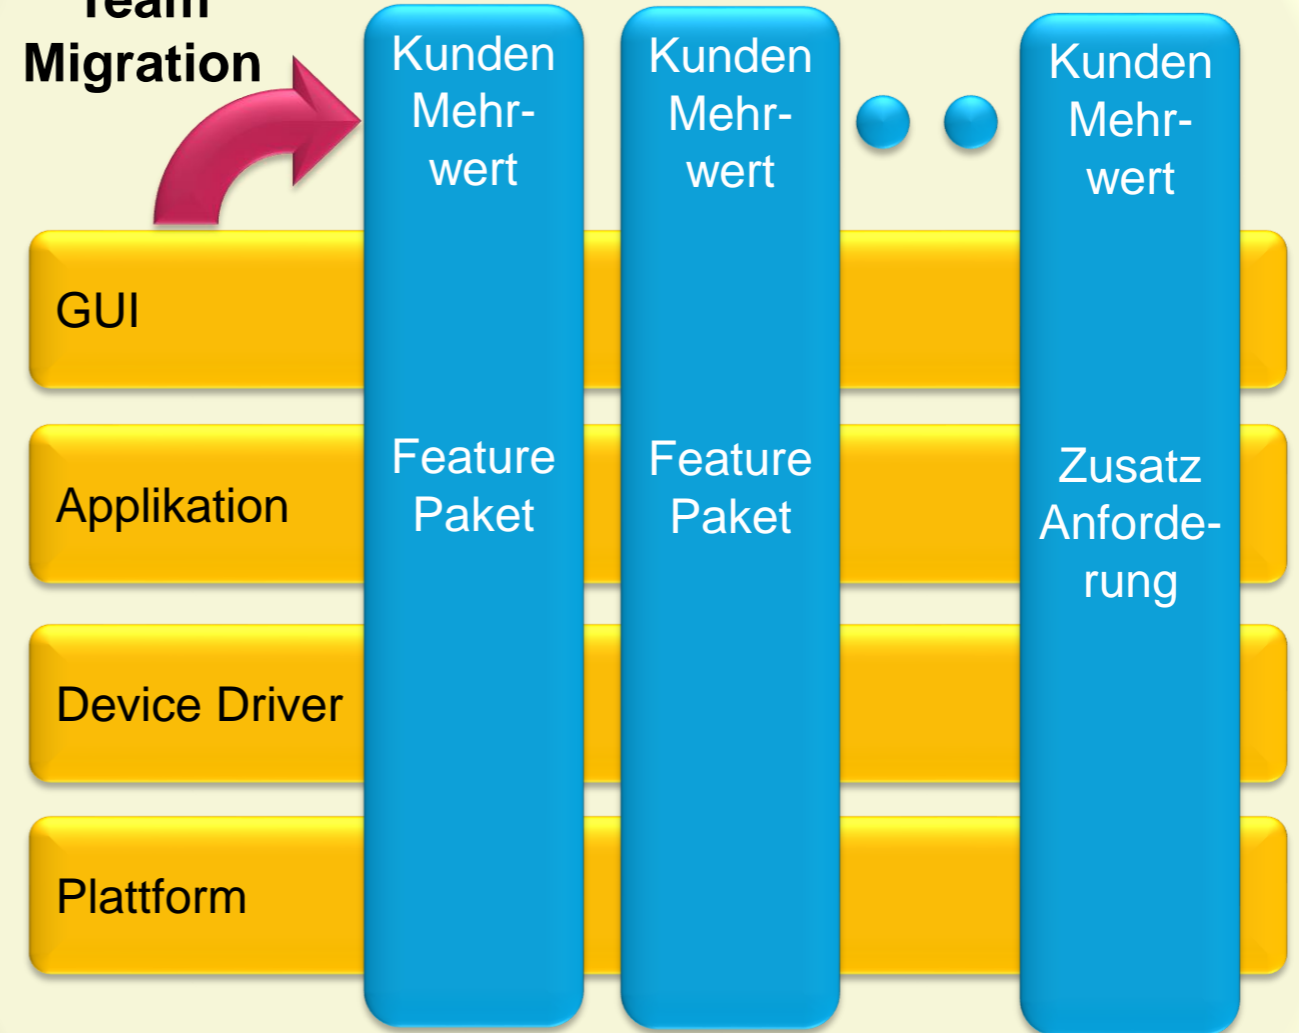 Team
Migration
Kunden
Mehr-
wert
Kunden
Mehr-
wert
Kunden
Mehr-
wert
GUI
Feature
Paket
Feature
Paket
Zusatz
Anforde-
rung
Applikation
Device Driver
Plattform